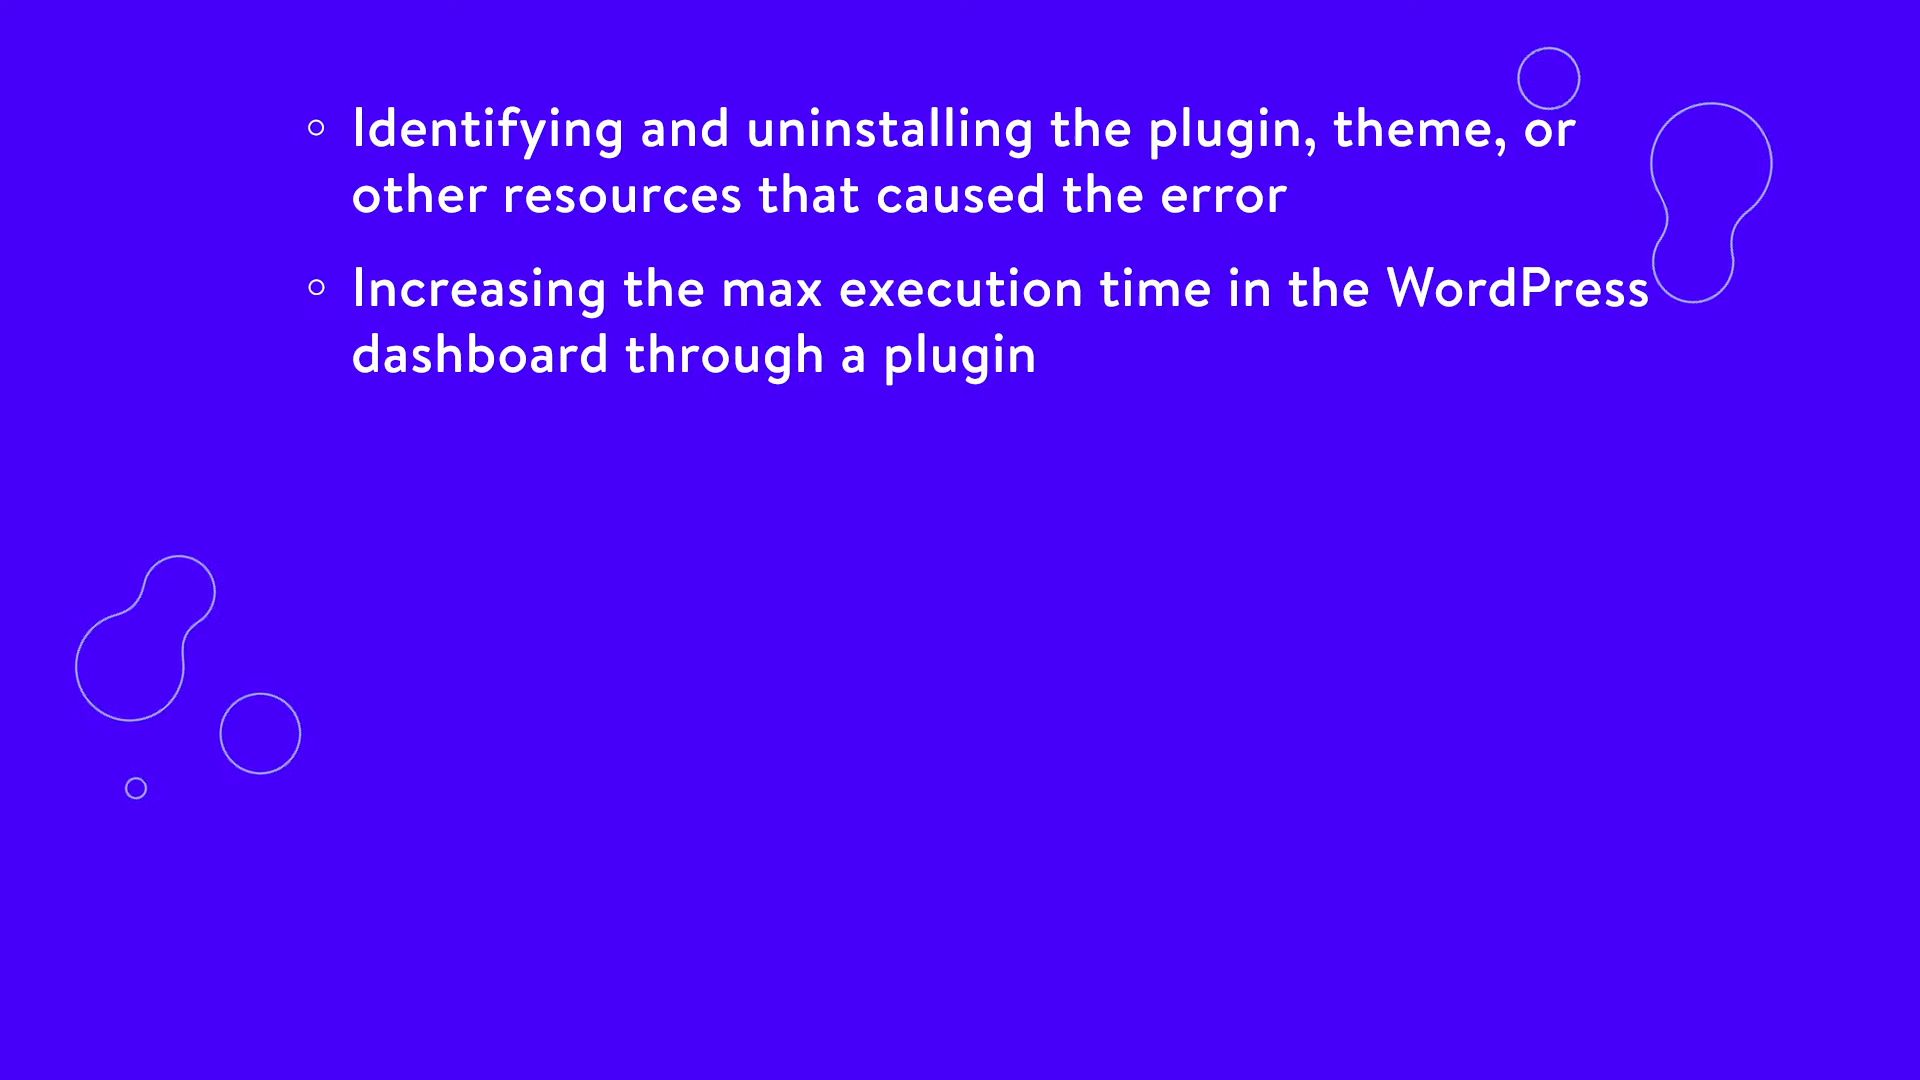 Identifying and uninstalling the plugin, theme, or
other resources that caused the error
Increasing the max execution time in the WordPress
dashboard through a plugin